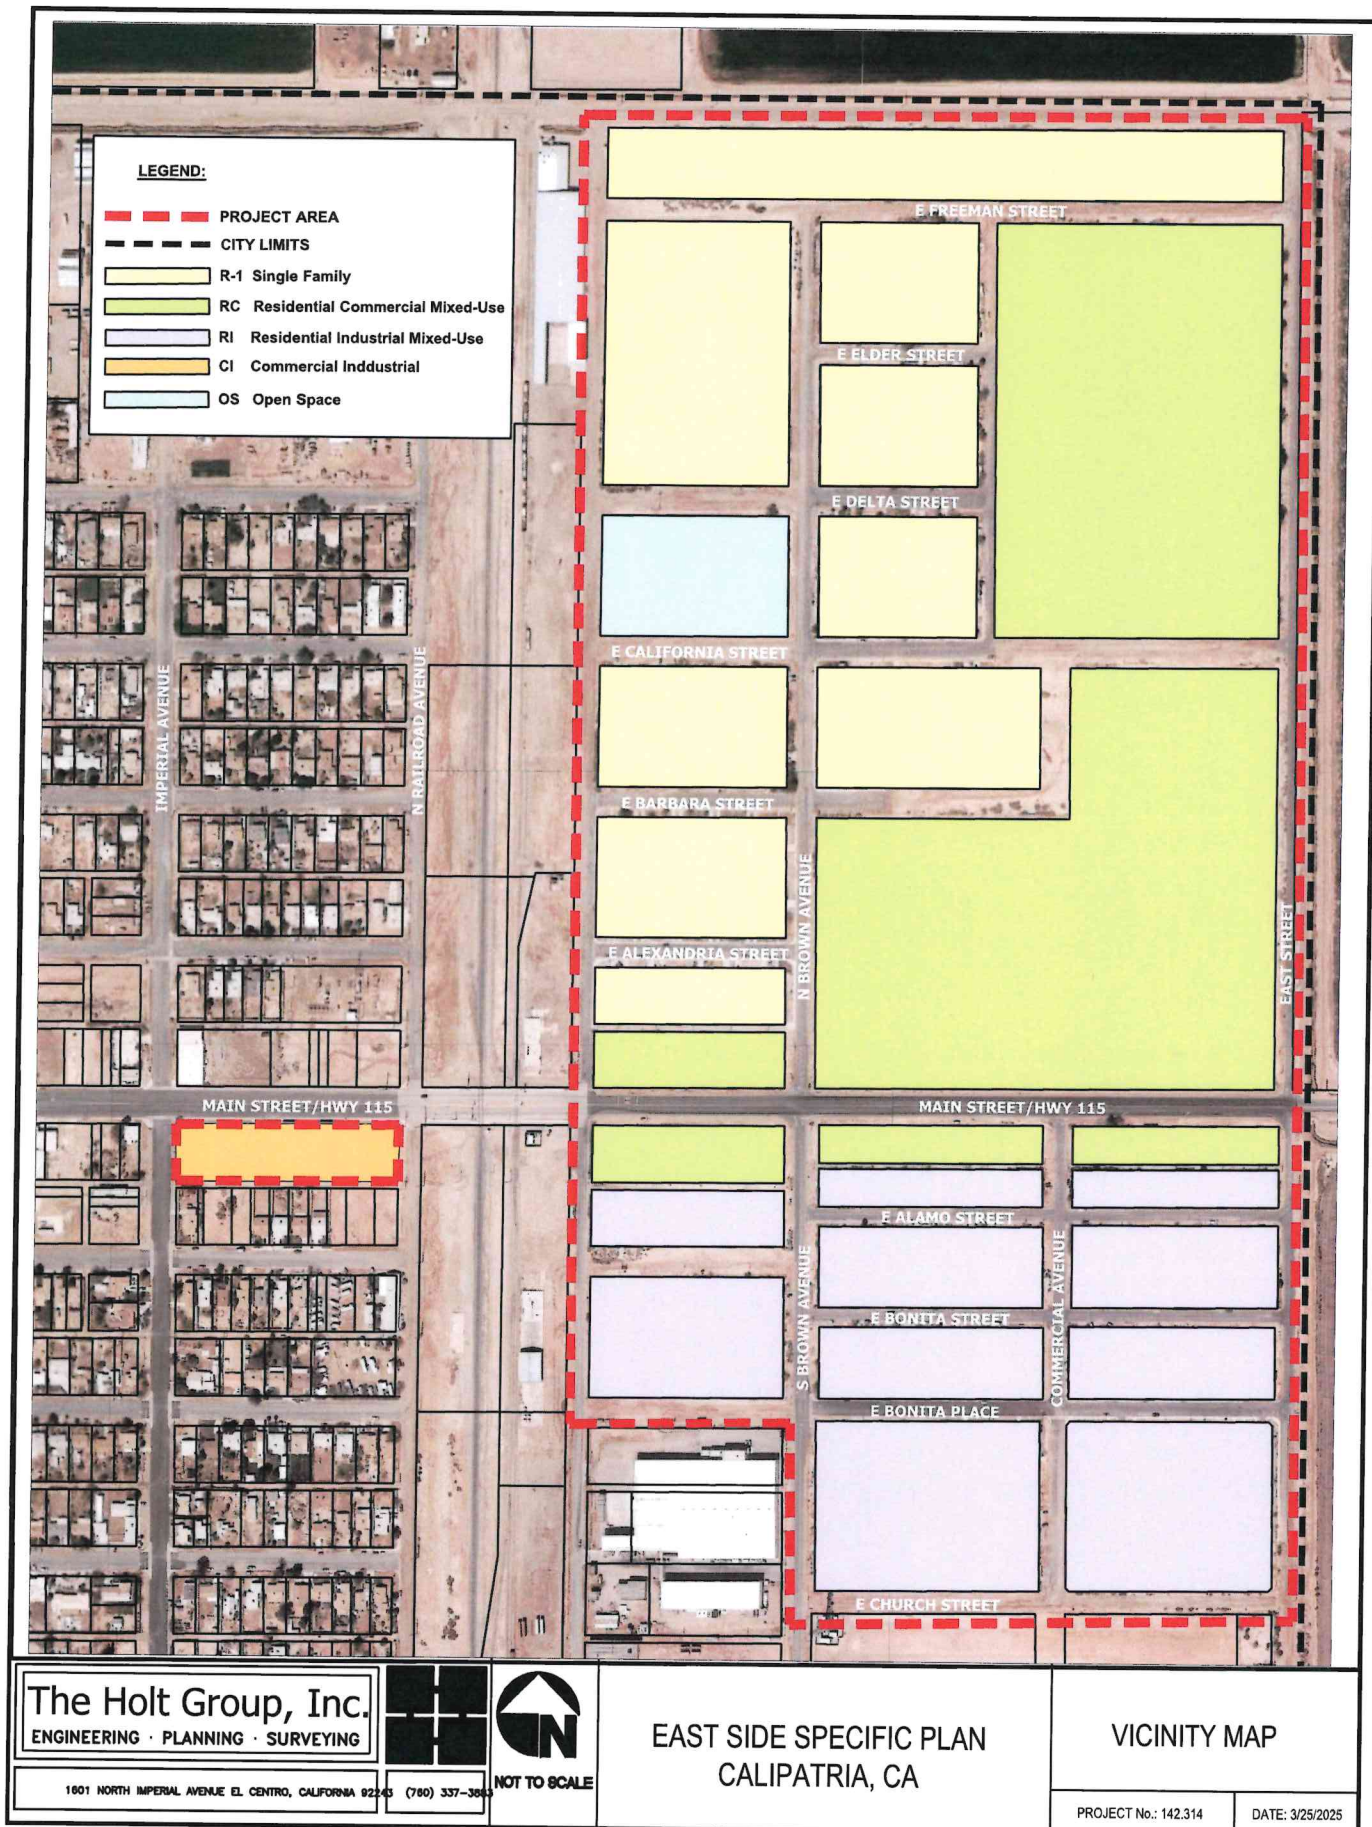 LEGEND:
PROJECT AREA
CITY LIMITS
R-1 Single Family
RC Residential Commercial Mixed-Use
RI Residential Industrial Mixed-Use
CI Commercial Inddustrial
OS Open Space
E FREEMAN STREET
E ELDER STREET
E DELTA STREET
E CALIFORNIA STREET
IMPERIAL AVENUE
N RAILROAD AVENUE
E BARBARA STREET
N BROWN AVENUE
E ALEXANDRIA STREET
EAST STREET
MAIN STREET/HWY 115
MAIN STREET/HWY 115
E ALAMO STREET
S BROWN AVENUE
COMMERCIAL AVENUE
E BONITA STREET
E BONITA PLACE
E CHURCH STREET
The Holt Group, Inc.
ENGINEERING · PLANNING · SURVEYING
1601 NORTH IMPERIAL AVENUE EL CENTRO, CALIFORNIA 92243 (760) 337-3883
N
NOT TO SCALE
EAST SIDE SPECIFIC PLAN
CALIPATRIA, CA
VICINITY MAP
PROJECT No.: 142.314
DATE: 3/25/2025